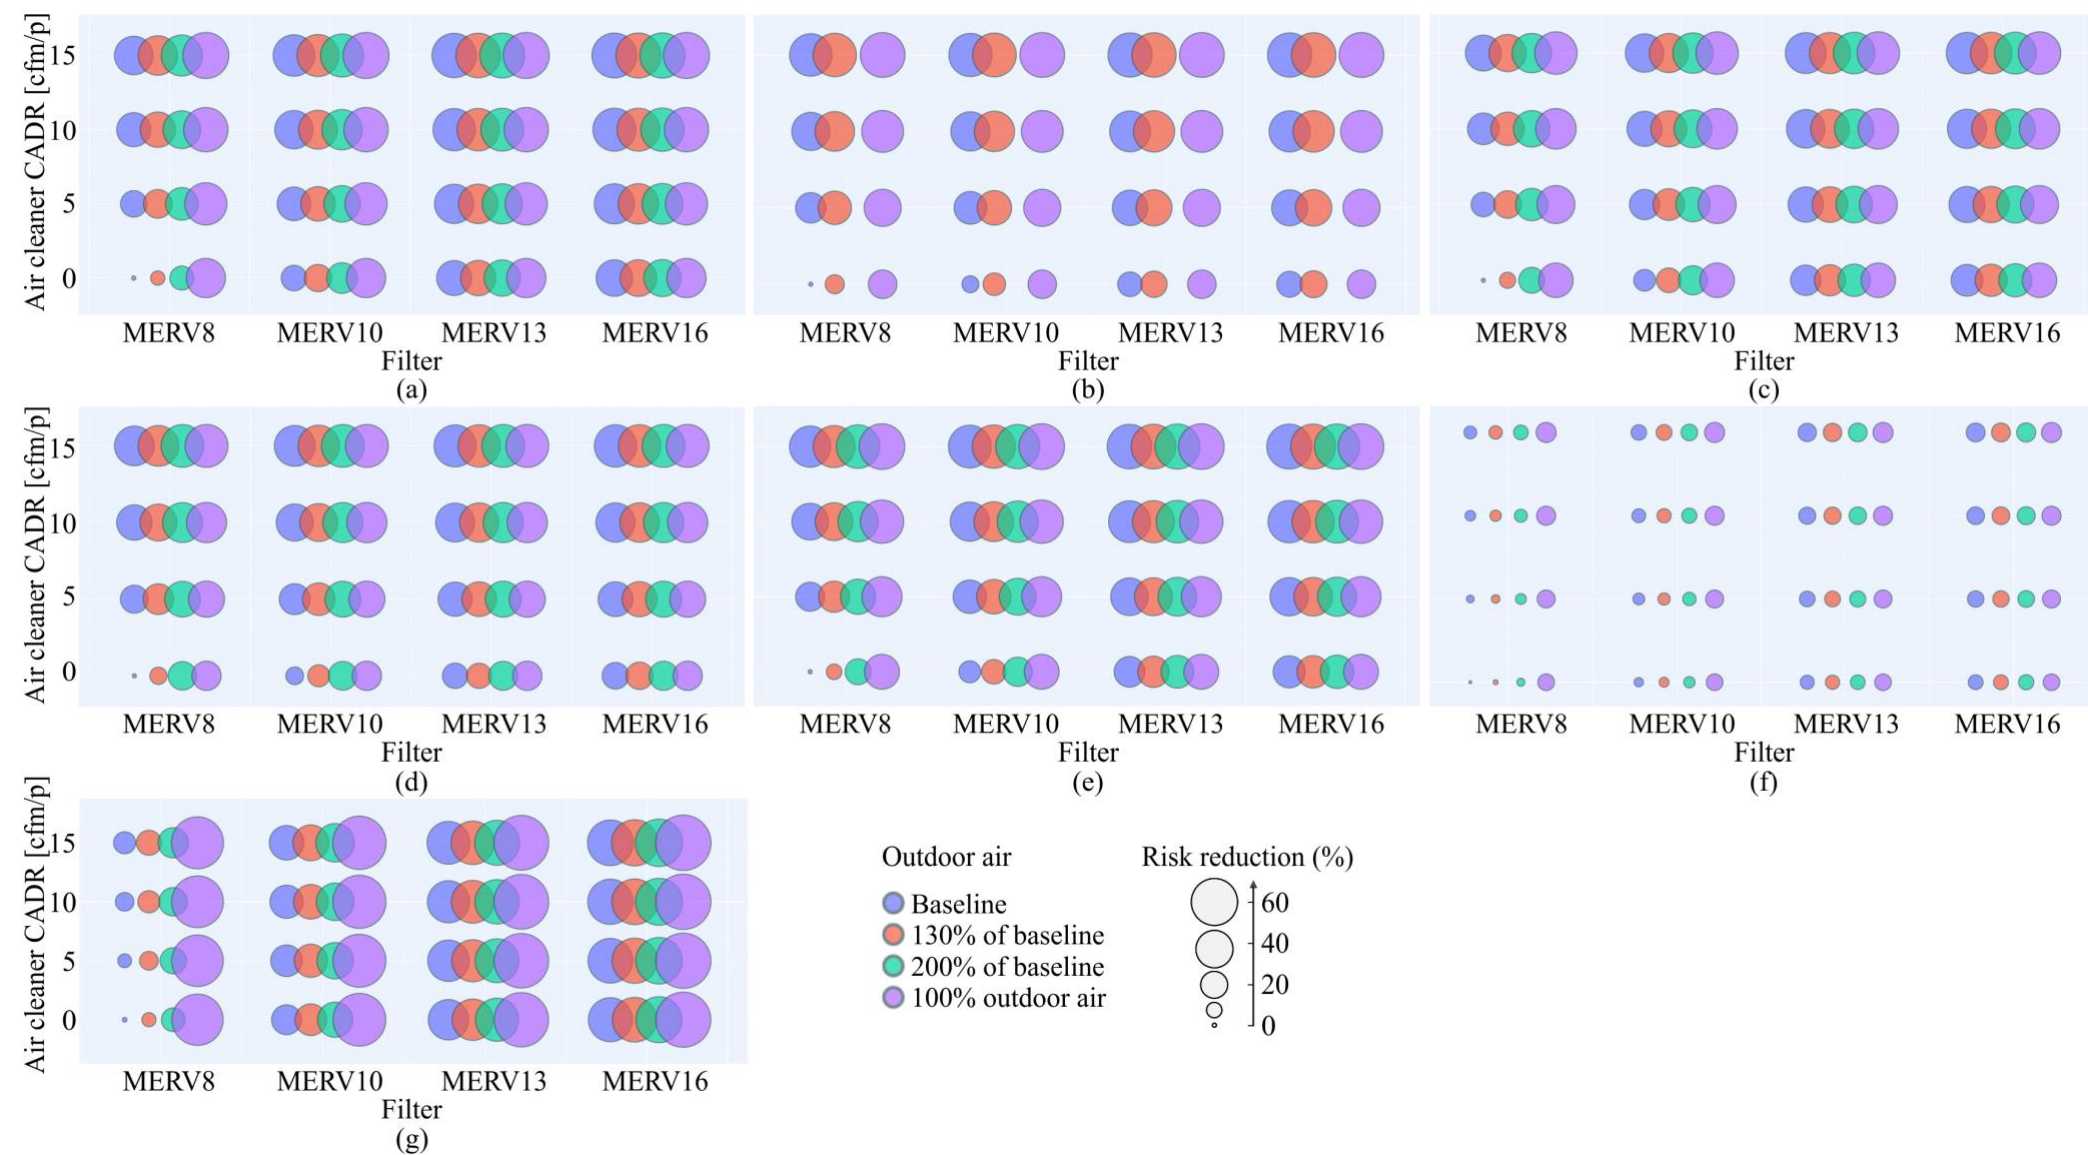 Air cleaner CADR [cfm/p]
15
10
5
0
MERV8 MERV10 MERV13 MERV16
Filter
(a)
MERV8 MERV10 MERV13 MERV16
Filter
(b)
MERV8 MERV10 MERV13 MERV16
Filter
(c)
Air cleaner CADR [cfm/p]
15
10
5
0
MERV8 MERV10 MERV13 MERV16
Filter
(d)
MERV8 MERV10 MERV13 MERV16
Filter
(e)
MERV8 MERV10 MERV13 MERV16
Filter
(f)
Air cleaner CADR [cfm/p]
15
10
5
0
MERV8 MERV10 MERV13 MERV16
Filter
(g)
Outdoor air
Baseline
130% of baseline
200% of baseline
100% outdoor air
Risk reduction (%)
60
40
20
0